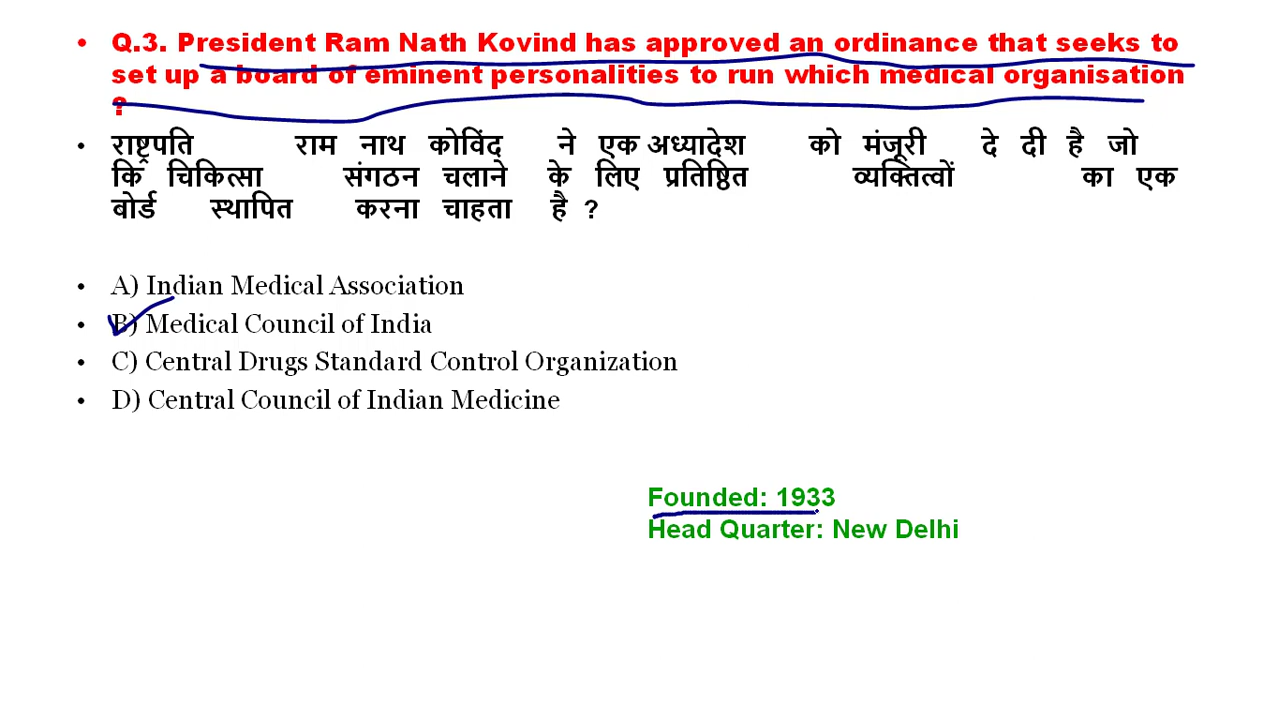 • Q.3. President Ram Nath Kovind has approved an ordinance that seeks to
set up a board of eminent personalities to run which medical organisation
?
• राष्ट्रपति राम नाथ कोविंद ने एक अध्यादेश को मंजूरी दे दी है जो
कि चिकित्सा संगठन चलाने के लिए प्रतिष्ठित व्यक्तित्वों का एक
बोर्ड स्थापित करना चाहता है ?
• A) Indian Medical Association
• B) Medical Council of India
• C) Central Drugs Standard Control Organization
• D) Central Council of Indian Medicine
Founded: 1933
Head Quarter: New Delhi